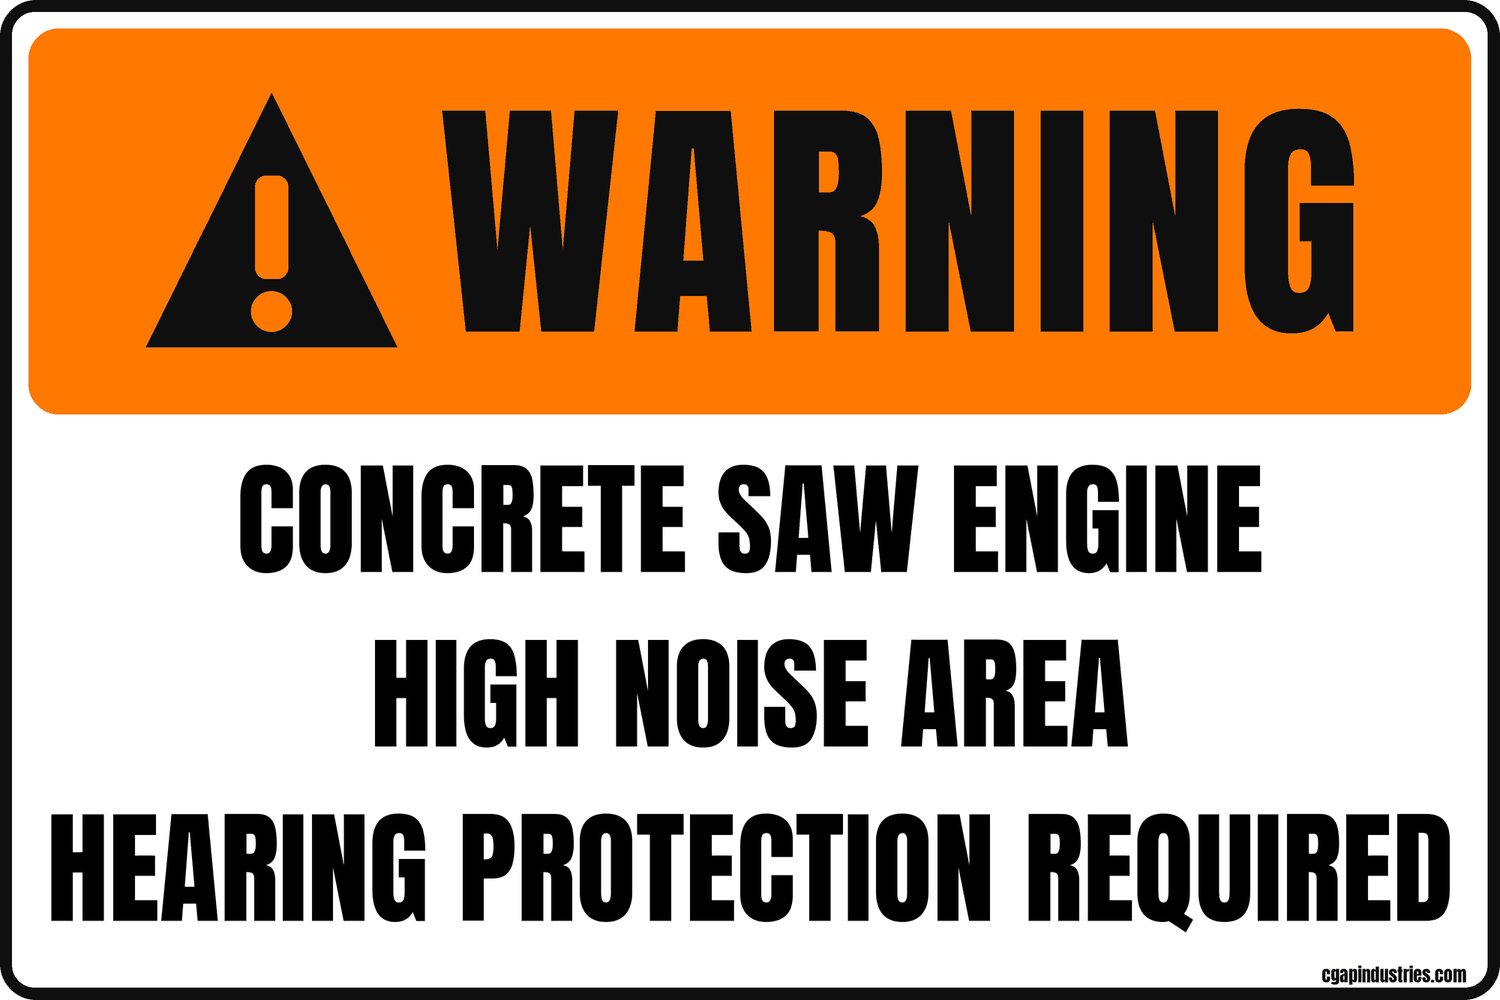 WARNING
CONCRETE SAW ENGINE
HIGH NOISE AREA
HEARING PROTECTION REQUIRED
cgapindustries.com